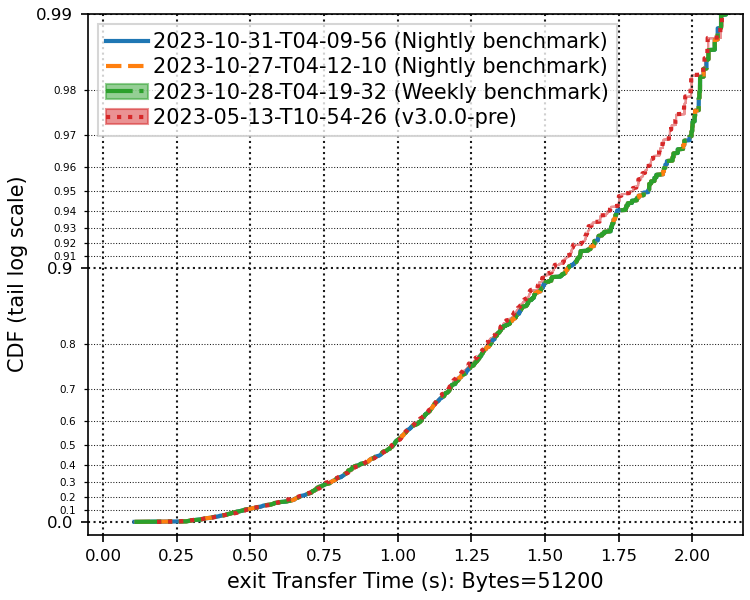 0.99
2023-10-31-T04-09-56 (Nightly benchmark)
2023-10-27-T04-12-10 (Nightly benchmark)
2023-10-28-T04-19-32 (Weekly benchmark)
2023-05-13-T10-54-26 (v3.0.0-pre)
0.98
0.97
0.96
0.95
0.94
0.93
0.92
0.91
0.9
0.8
0.7
0.6
0.5
0.4
0.3
0.2
0.1
0.0
CDF (tail log scale)
0.00 0.25 0.50 0.75 1.00 1.25 1.50 1.75 2.00
exit Transfer Time (s): Bytes=51200